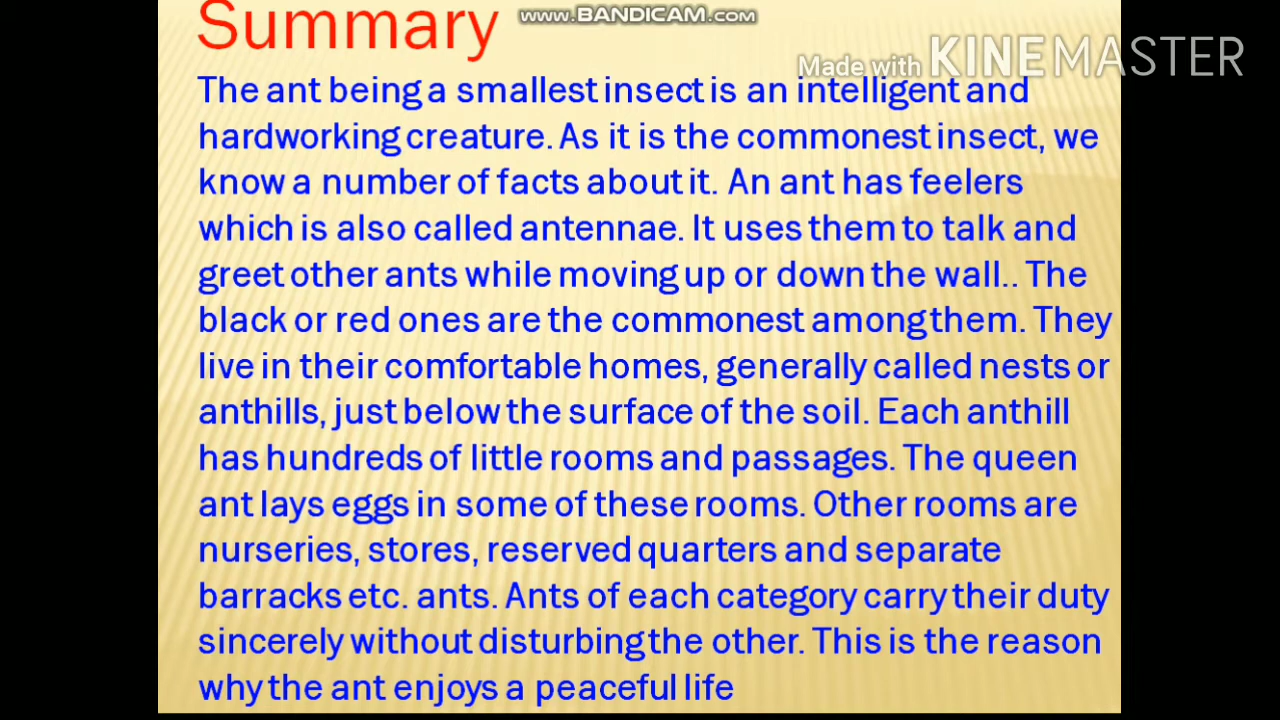 Summary
www.BANDICAM.com
Made with KINEMASTER
The ant being a smallest insect is an intelligent and
hardworking creature. As it is the commonest insect, we
know a number of facts about it. An ant has feelers
which is also called antennae. It uses them to talk and
greet other ants while moving up or down the wall.. The
black or red ones are the commonest among them. They
live in their comfortable homes, generally called nests or
anthills, just below the surface of the soil. Each anthill
has hundreds of little rooms and passages. The queen
ant lays eggs in some of these rooms. Other rooms are
nurseries, stores, reserved quarters and separate
barracks etc. ants. Ants of each category carry their duty
sincerely without disturbing the other. This is the reason
why the ant enjoys a peaceful life